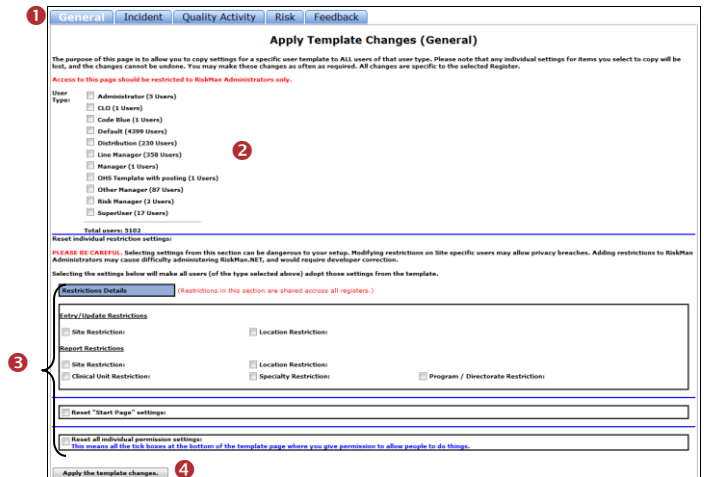 1 General Incident Quality Activity Risk Feedback
Apply Template Changes (General)
The purpose of this page is to allow you to copy settings for a specific user template to ALL users of that user type. Please note that any individual settings for items you select to copy will be
lost, and the changes cannot be undone. You may make these changes as often as required. All changes are specific to the selected Register.
Access to this page should be restricted to RiskMan Administrators only.
User
Type:
Administrator (5 Users)
CLO (1 Users)
Code Blue (1 Users)
Default (4399 Users)
Distribution (230 Users)
Line Manager (358 Users)
2
Manager (1 Users)
OHS Template with posting (1 Users)
Other Manager (87 Users)
Risk Manager (2 Users)
SuperUser (17 Users)
Total users: 5102
Reset individual restriction settings:
PLEASE BE CAREFUL. Selecting settings from this section can be dangerous to your setup. Modifying restrictions on Site specific users may allow privacy breaches. Adding restrictions to RiskMan
Administrators may cause difficulty administering RiskMan.NET, and would require developer correction.
Selecting the settings below will make all users (of the type selected above) adopt those settings from the template.
3
Restrictions Details (Restrictions in this section are shared accross all registers.)
Entry/Update Restrictions
Site Restriction: Location Restriction:
Report Restrictions
Site Restriction: Location Restriction:
Clinical Unit Restriction: Specialty Restriction: Program / Directorate Restriction:
Reset "Start Page" settings:
Reset all individual permission settings:
This means all the tick boxes at the bottom of the template page where you give permission to allow people to do things.
Apply the template changes. 4